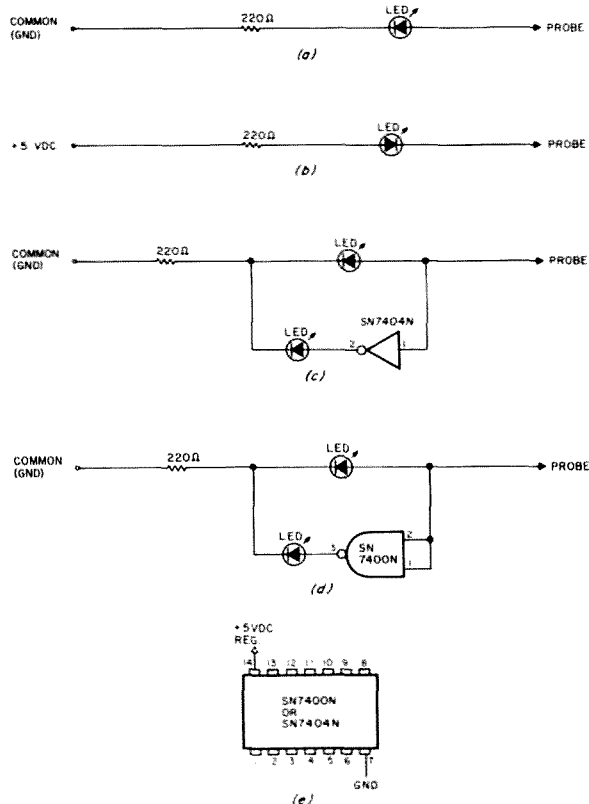 COMMON
(GND)
220Ω
LED
PROBE
(a)
+5 VDC
220Ω
LED
PROBE
(b)
COMMON
(GND)
220Ω
LED
PROBE
SN7404N
LED
2
1
(c)
COMMON
(GND)
220Ω
LED
PROBE
LED
3
SN
7400N
2
1
(d)
+5VDC
REG.
14 13 12 11 10 9 8
SN7400N
OR
SN7404N
1 2 3 4 5 6 7
GND
(e)